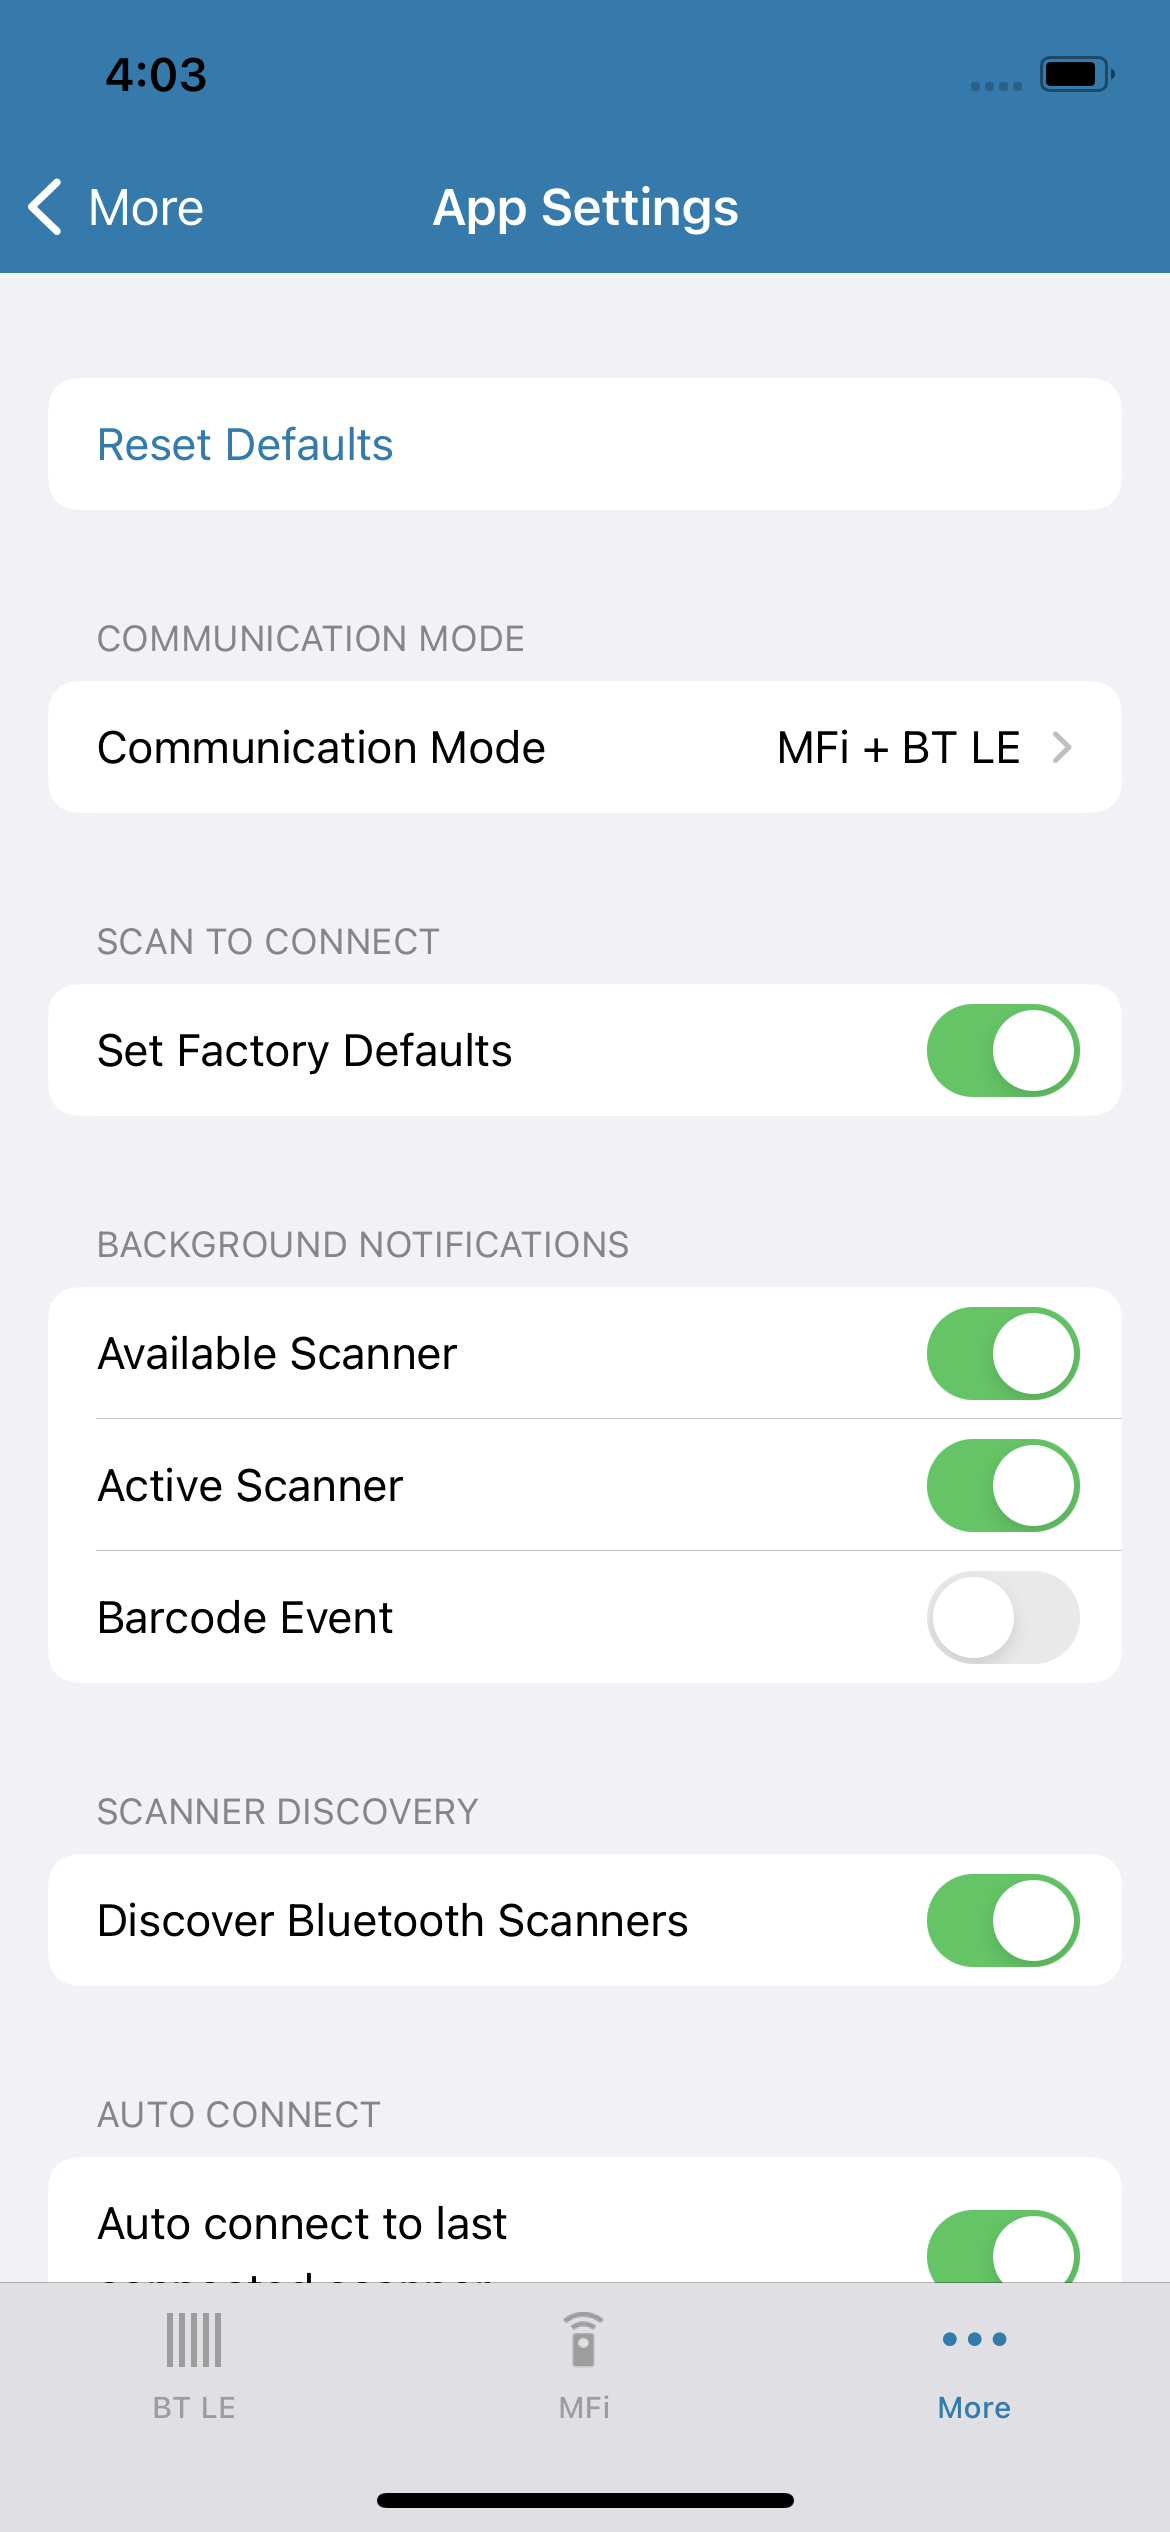 4:03
More
App Settings
Reset Defaults
COMMUNICATION MODE
Communication Mode
MFi + BT LE
SCAN TO CONNECT
Set Factory Defaults
BACKGROUND NOTIFICATIONS
Available Scanner
Active Scanner
Barcode Event
SCANNER DISCOVERY
Discover Bluetooth Scanners
AUTO CONNECT
Auto connect to last
connected scanner
BT LE
MFi
More